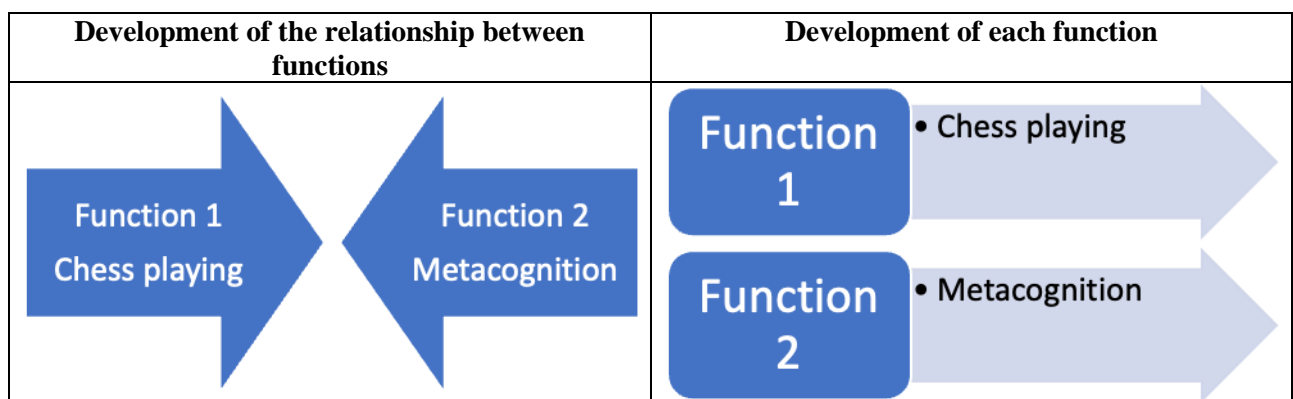 Development of the relationship between
functions
Development of each function
Function 1
Chess playing
Function 2
Metacognition
Function
1
• Chess playing
Function
2
• Metacognition